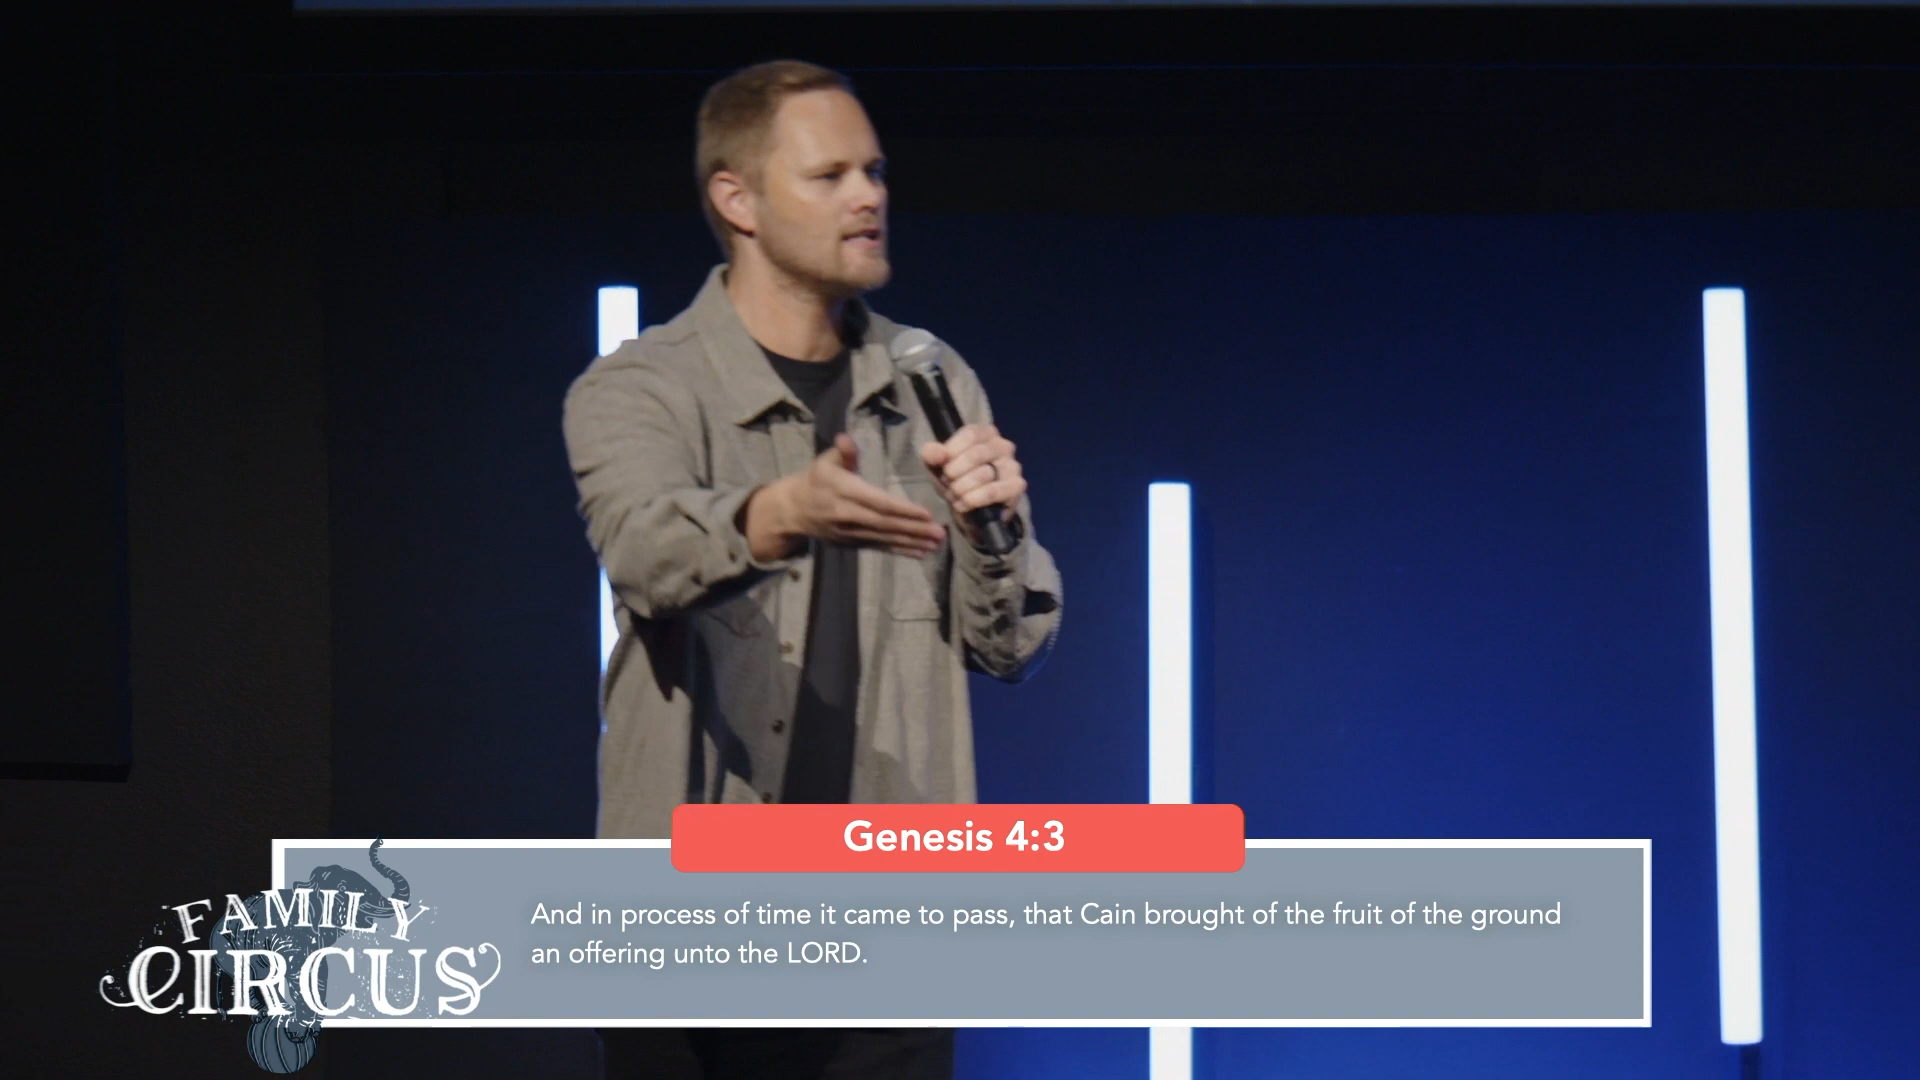 Genesis 4:3
And in process of time it came to pass, that Cain brought of the fruit of the ground
an offering unto the LORD.
FAMILY
CIRCUS